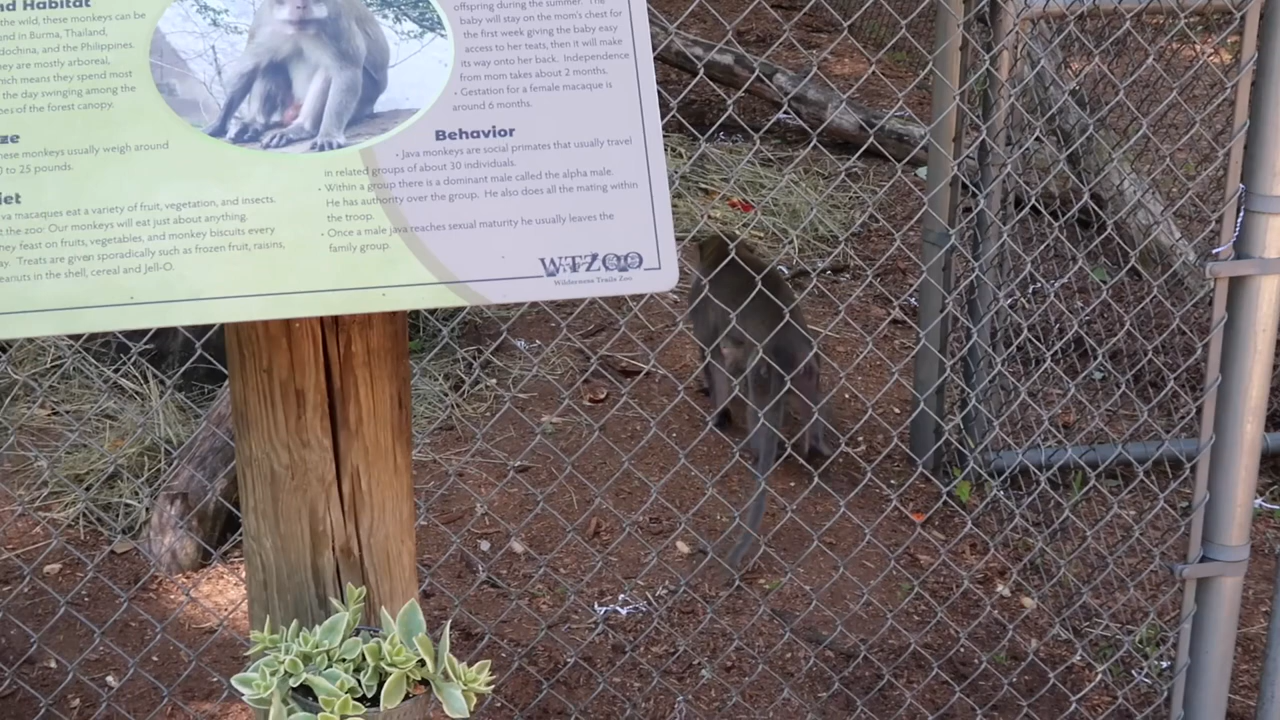 nd Habitat
the wild, these monkeys can be
nd in Burma, Thailand,
dochina, and the Philippines.
ey are mostly arboreal,
hich means they spend most
the day swinging among the
pes of the forest canopy.
ze
hese monkeys usually weigh around
0 to 25 pounds.
iet
va macaques eat a variety of fruit, vegetation, and insects.
t the zoo: Our monkeys will eat just about anything.
hey feast on fruits, vegetables, and monkey biscuits every
ay. Treats are given sporadically such as frozen fruit, raisins,
eanuts in the shell, cereal and Jell-O.
offspring during the summer. The
baby will stay on the mom's chest for
the first week giving the baby easy
access to her teats, then it will make
its way onto her back. Independence
from mom takes about 2 months.
• Gestation for a female macaque is
around 6 months.
Behavior
• Java monkeys are social primates that usually travel
in related groups of about 30 individuals.
• Within a group there is a dominant male called the alpha male.
He has authority over the group. He also does all the mating within
the troop.
• Once a male java reaches sexual maturity he usually leaves the
family group.
WTZOO
Wilderness Trails Zoo